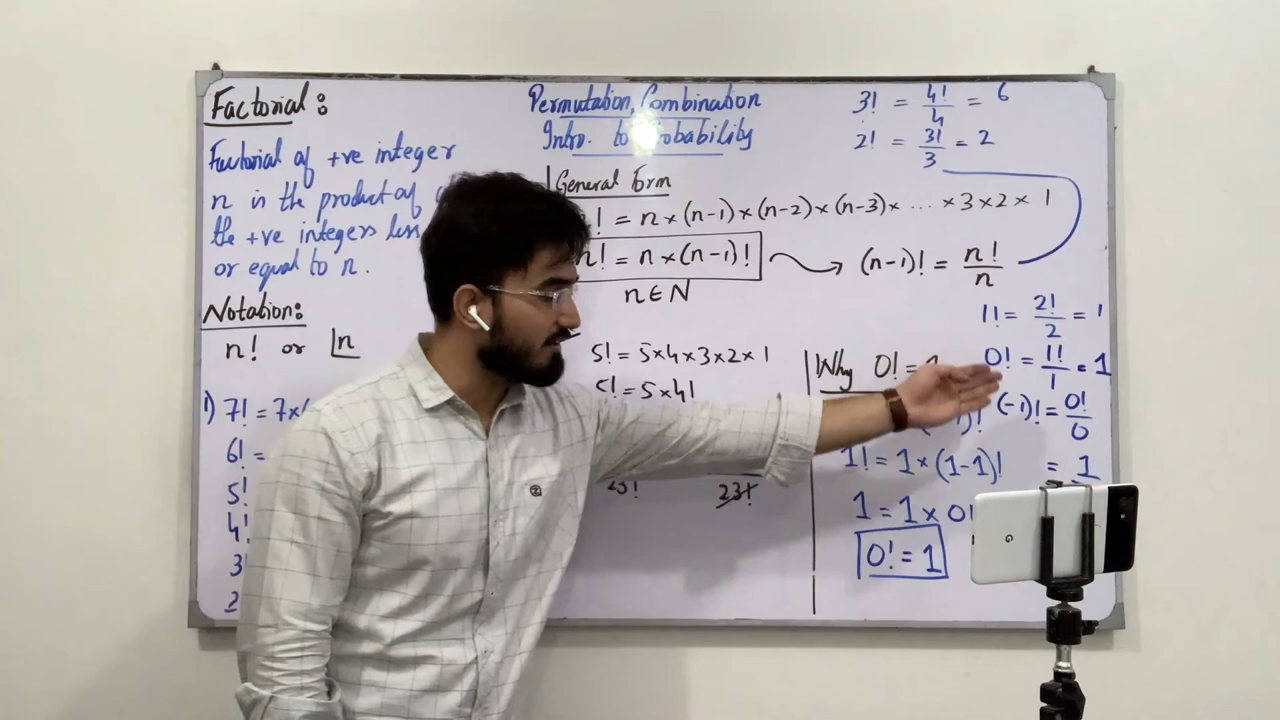 Factorial :
Factorial of +ve integer
n is the product of
the +ve integers less
or equal to n.
Notation:
n! or |n
1) 7! = 7×
6! =
5!
4!
3
2
Permutation, Combination
Intro. to Probability
General Form
! = n×(n-1)×(n-2)×(n-3)× ... ×3×2×1
n! = n×(n-1)!
n∈N
(n-1)! = n!/n
3! = 4!/4 = 6
2! = 3!/3 = 2
1! = 2!/2 = 1
0! = 1!/1 = 1
(-1)! = 0!/0
= 1
5! = 5×4×3×2×1
5! = 5×4!
23!
23!
Why 0! =
1! = 1×(1-1)!
1 = 1×0!
0! = 1
G